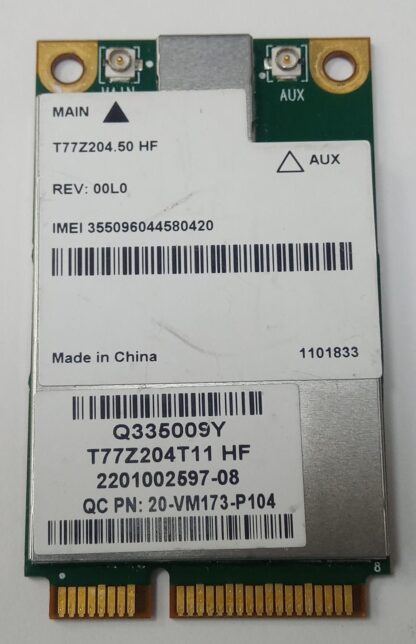 MAIN
AUX
MAIN
T77Z204.50 HF
AUX
REV: 00L0
IMEI 355096044580420
Made in China 1101833
Q335009Y
T77Z204T11 HF
2201002597-08
QC PN: 20-VM173-P104
8